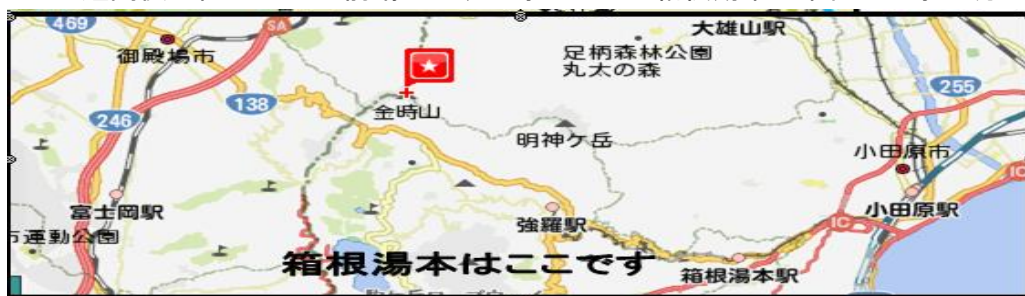 469
SA
大雄山駅
御殿場市
足柄森林公園
丸太の森
138
255
246
金時山
明神ケ岳
小田原市
IC
富士岡駅
強羅駅
小田原駅
市運動公園
IC
箱根湯本はここです
箱根湯本駅